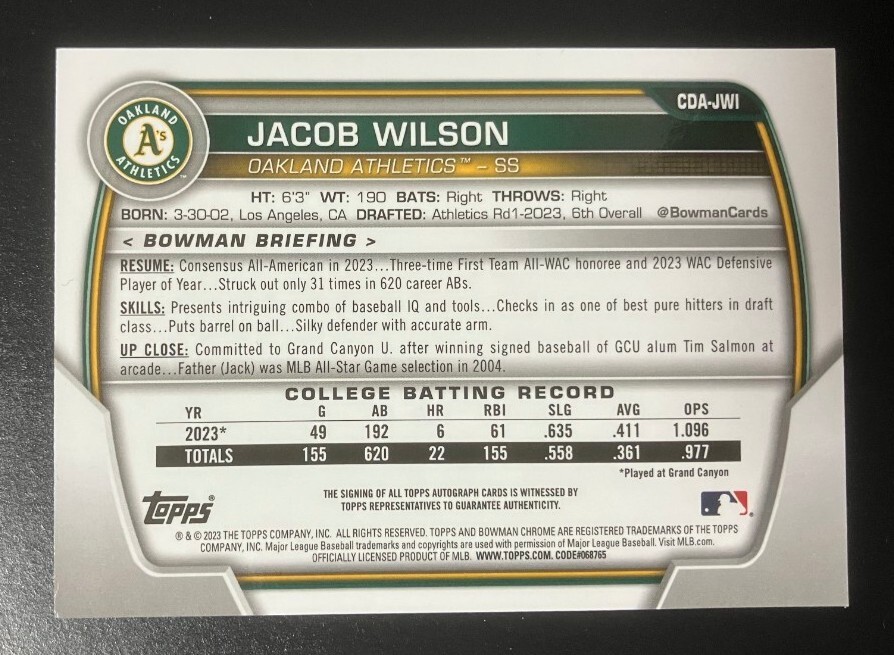 CDA-JWI
OAKLAND
A's
ATHLETICS™
JACOB WILSON
OAKLAND ATHLETICS™ – SS
HT: 6'3" WT: 190 BATS: Right THROWS: Right
BORN: 3-30-02, Los Angeles, CA DRAFTED: Athletics Rd1-2023, 6th Overall @BowmanCards
< BOWMAN BRIEFING >
RESUME: Consensus All-American in 2023...Three-time First Team All-WAC honoree and 2023 WAC Defensive
Player of Year...Struck out only 31 times in 620 career ABs.
SKILLS: Presents intriguing combo of baseball IQ and tools...Checks in as one of best pure hitters in draft
class...Puts barrel on ball...Silky defender with accurate arm.
UP CLOSE: Committed to Grand Canyon U. after winning signed baseball of GCU alum Tim Salmon at
arcade...Father (Jack) was MLB All-Star Game selection in 2004.
COLLEGE BATTING RECORD
YR G AB HR RBI SLG AVG OPS
2023* 49 192 6 61 .635 .411 1.096
TOTALS 155 620 22 155 .558 .361 .977
*Played at Grand Canyon
Topps®
THE SIGNING OF ALL TOPPS AUTOGRAPH CARDS IS WITNESSED BY
TOPPS REPRESENTATIVES TO GUARANTEE AUTHENTICITY.
® & © 2023 THE TOPPS COMPANY, INC. ALL RIGHTS RESERVED. TOPPS AND BOWMAN CHROME ARE REGISTERED TRADEMARKS OF THE TOPPS
COMPANY, INC. Major League Baseball trademarks and copyrights are used with permission of Major League Baseball. Visit MLB.com.
OFFICIALLY LICENSED PRODUCT OF MLB. WWW.TOPPS.COM. CODE#068765